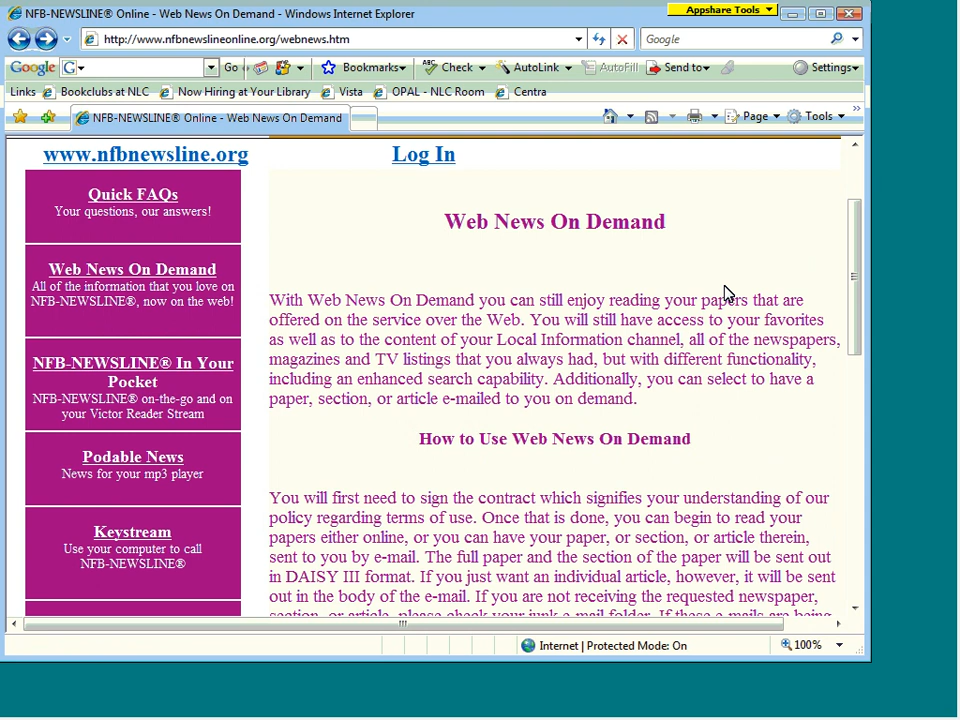 NFB-NEWSLINE® Online - Web News On Demand - Windows Internet Explorer
Appshare Tools
http://www.nfbnewslineonline.org/webnews.htm
Google
Google
G
Go
Bookmarks
ABC
Check
AutoLink
AutoFill
Send to
Settings
Links
Bookclubs at NLC
Now Hiring at Your Library
Vista
OPAL - NLC Room
Centra
NFB-NEWSLINE® Online - Web News On Demand
Page
Tools
www.nfbnewsline.org
Log In
Quick FAQs
Your questions, our answers!
Web News On Demand
All of the information that you love on
NFB-NEWSLINE®, now on the web!
NFB-NEWSLINE® In Your
Pocket
NFB-NEWSLINE® on-the-go and on
your Victor Reader Stream
Podable News
News for your mp3 player
Keystream
Use your computer to call
NFB-NEWSLINE®
Web News On Demand
With Web News On Demand you can still enjoy reading your papers that are
offered on the service over the Web. You will still have access to your favorites
as well as to the content of your Local Information channel, all of the newspapers,
magazines and TV listings that you always had, but with different functionality,
including an enhanced search capability. Additionally, you can select to have a
paper, section, or article e-mailed to you on demand.
How to Use Web News On Demand
You will first need to sign the contract which signifies your understanding of our
policy regarding terms of use. Once that is done, you can begin to read your
papers either online, or you can have your paper, or section, or article therein,
sent to you by e-mail. The full paper and the section of the paper will be sent out
in DAISY III format. If you just want an individual article, however, it will be sent
out in the body of the e-mail. If you are not receiving the requested newspaper,
section, or article, please check your junk e-mail folder. If these e-mails are being
Internet | Protected Mode: On
100%